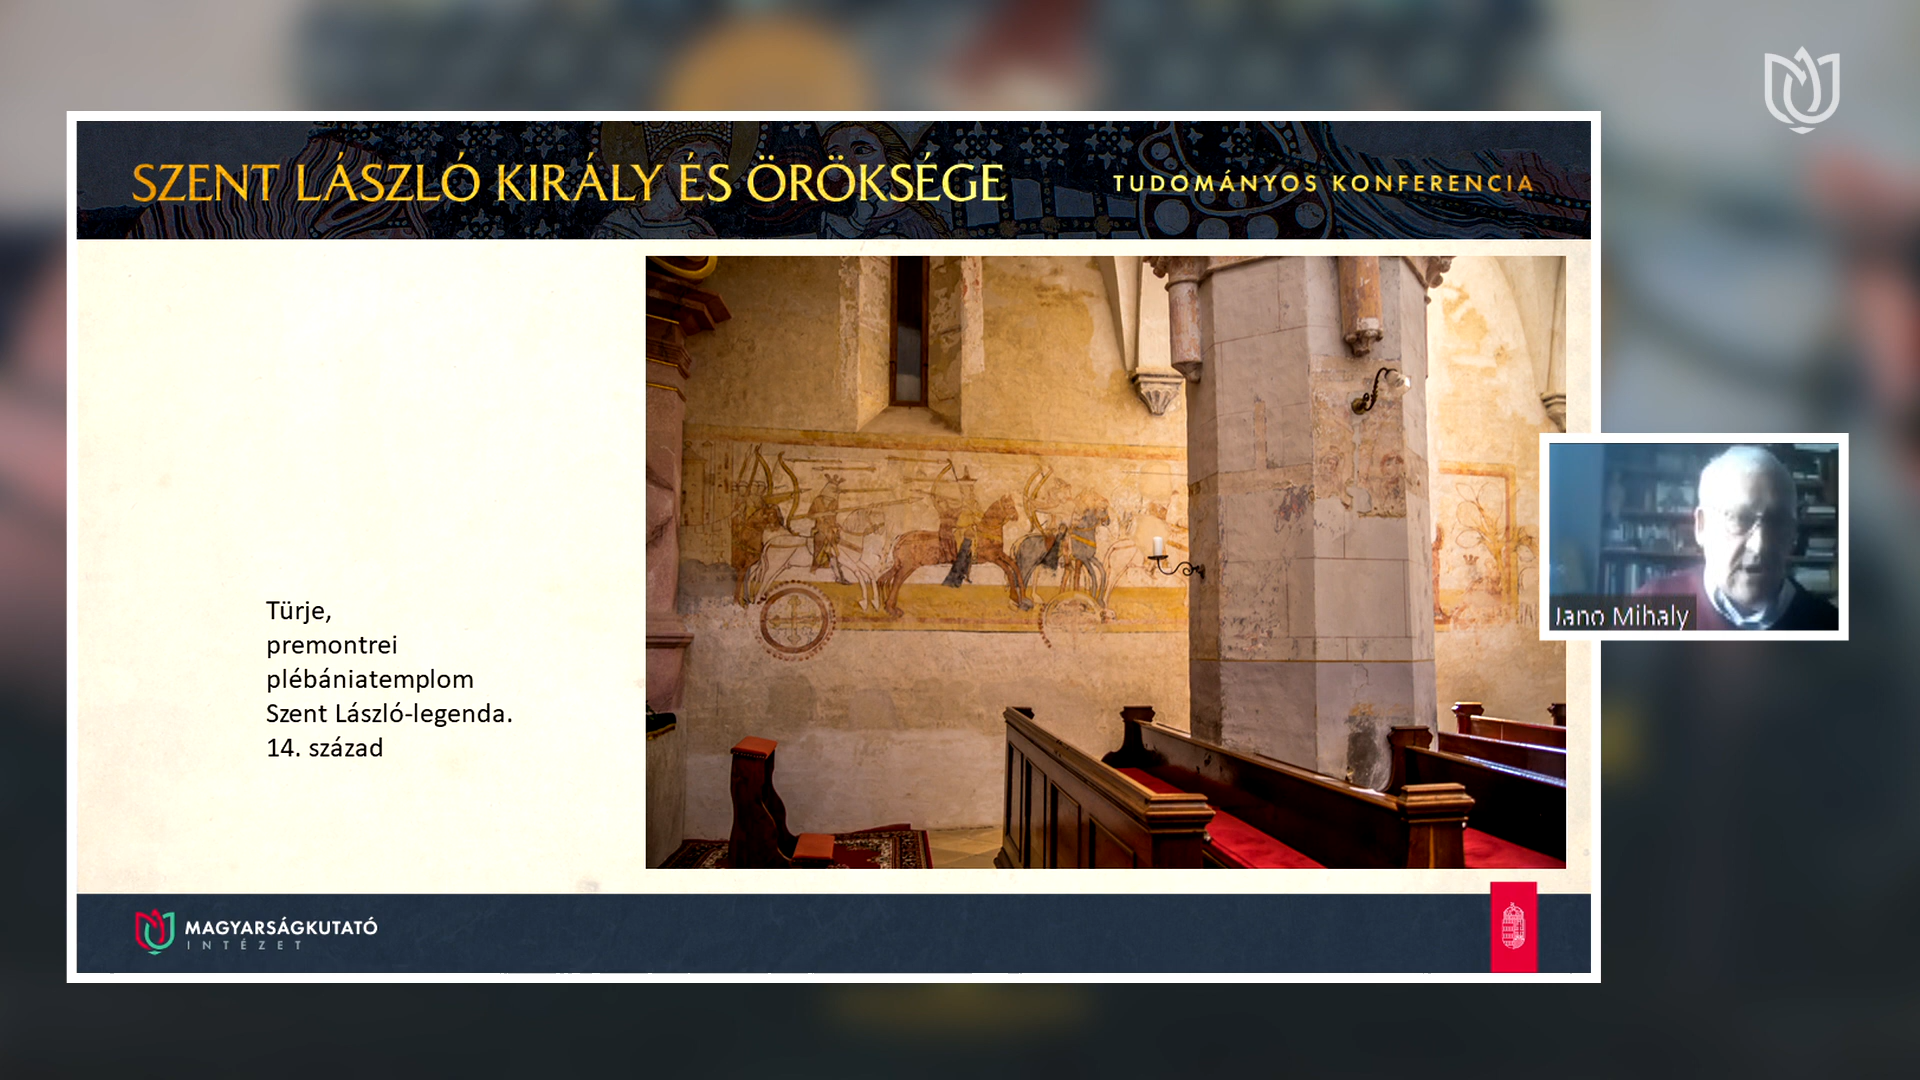 SZENT LÁSZLÓ KIRÁLY ÉS ÖRÖKSÉGE
TUDOMÁNYOS KONFERENCIA
Türje,
premontrei
plébániatemplom
Szent László-legenda.
14. század
Jano Mihaly
MAGYARSÁGKUTATÓ
INTÉZET